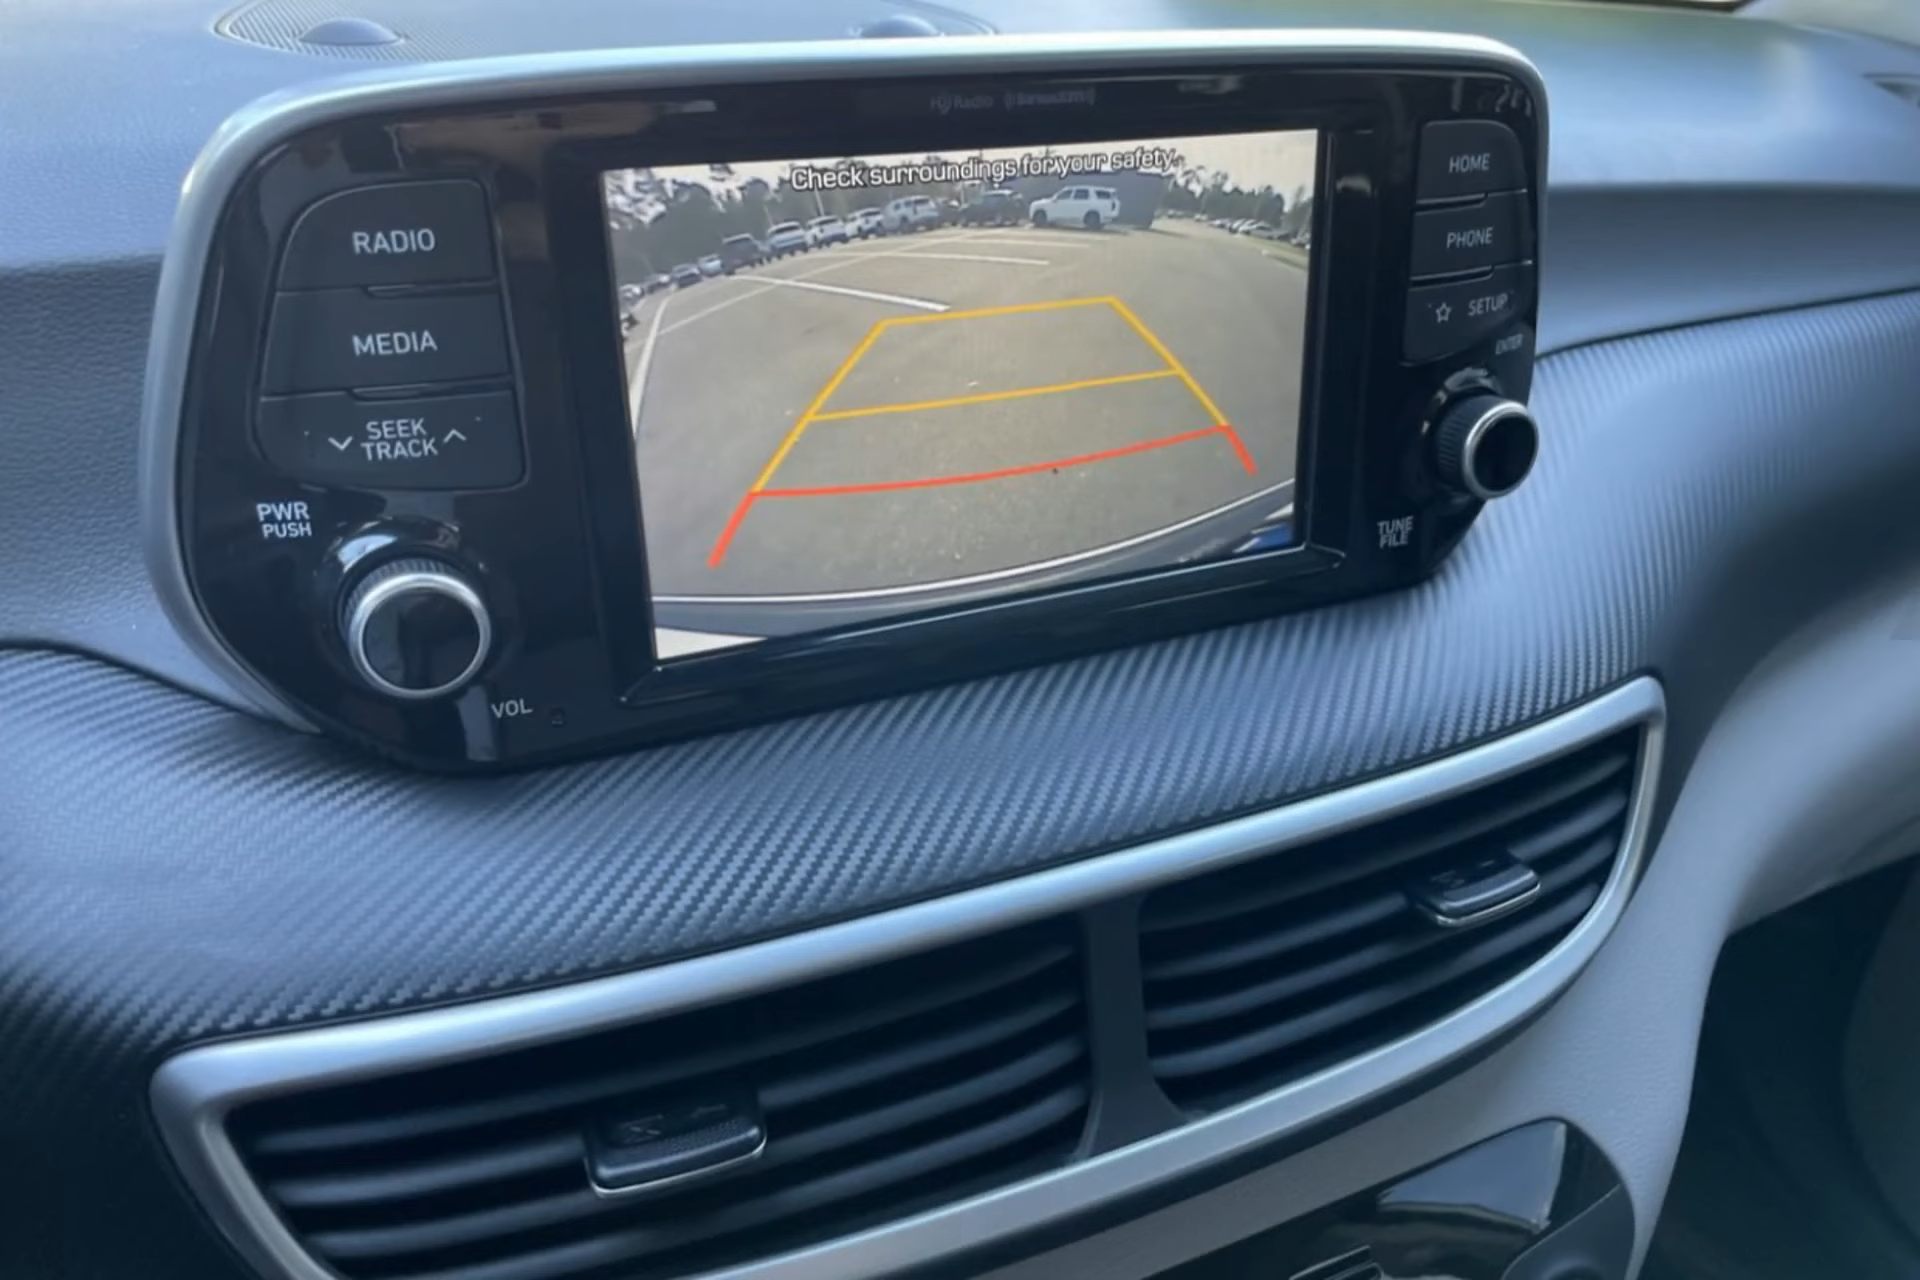 Check surroundings for your safety
RADIO
MEDIA
SEEK
TRACK
PWR
PUSH
VOL
HOME
PHONE
SETUP
ENTER
TUNE
FILE